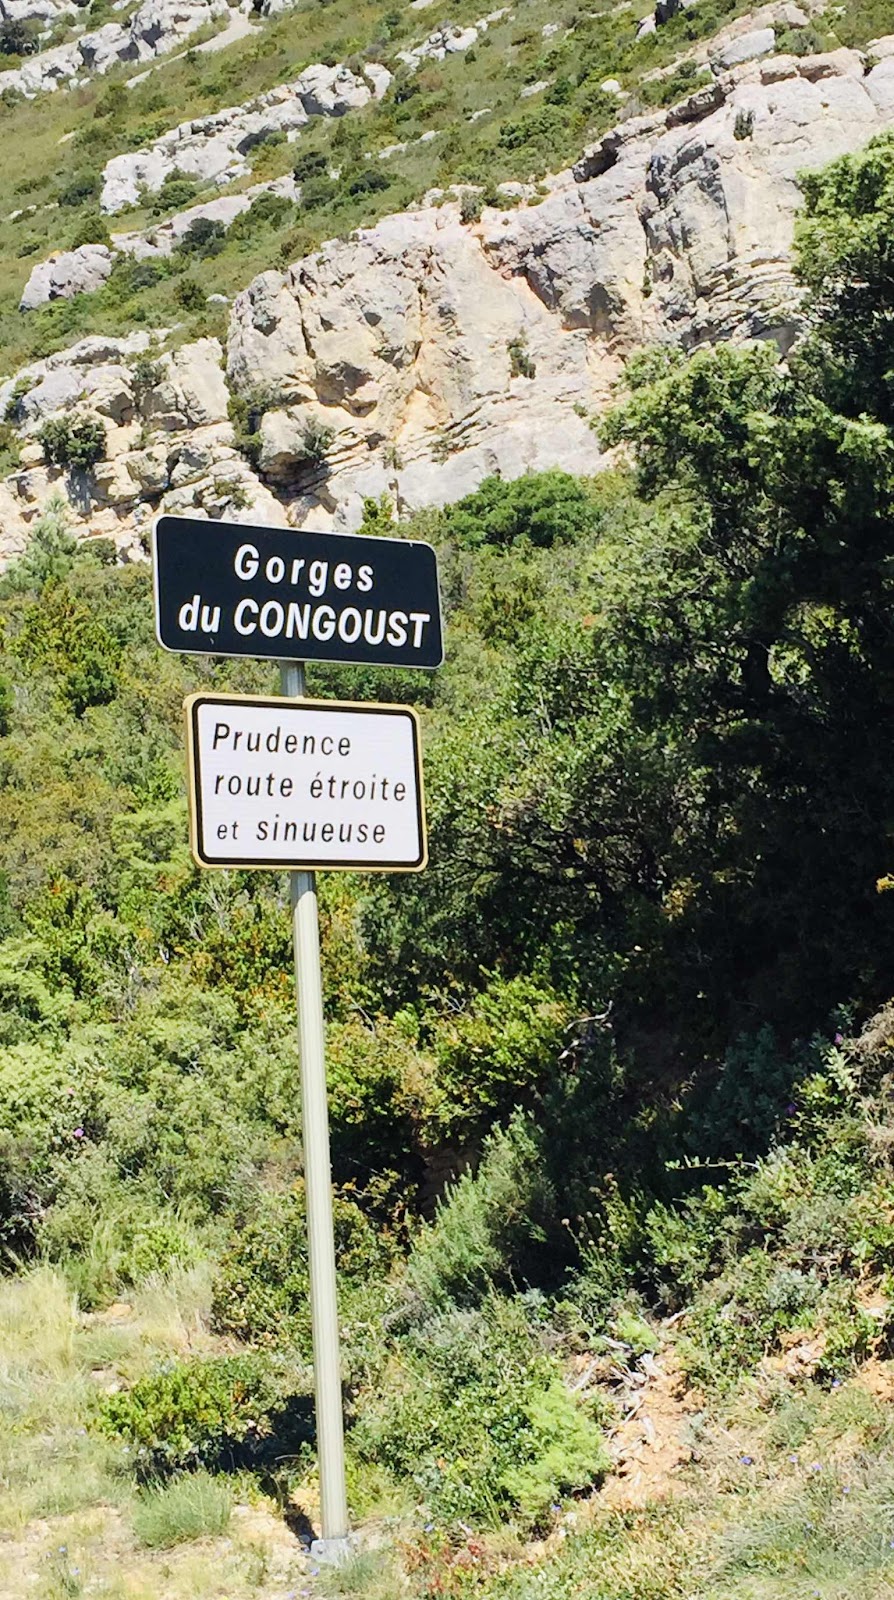 Gorges
du CONGOUST
Prudence
route étroite
et sinueuse